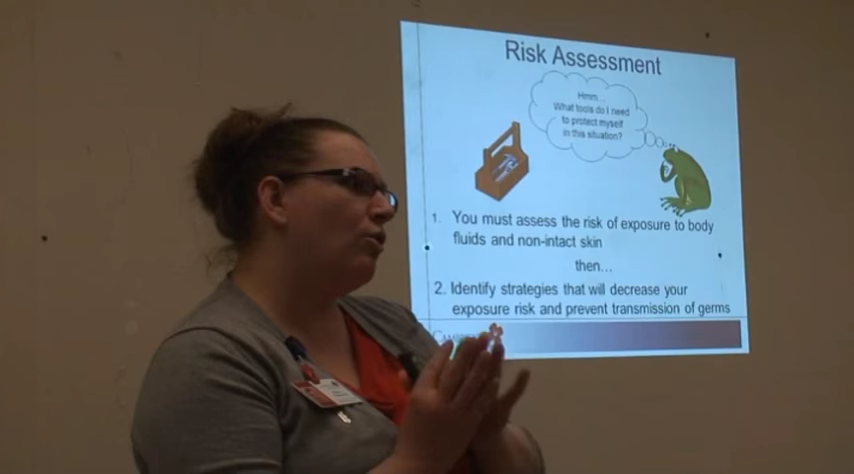 Risk Assessment
Hmm...
What tools do I need
to protect myself
in this situation?
1. You must assess the risk of exposure to body
fluids and non-intact skin
then...
2. Identify strategies that will decrease your
exposure risk and prevent transmission of germs